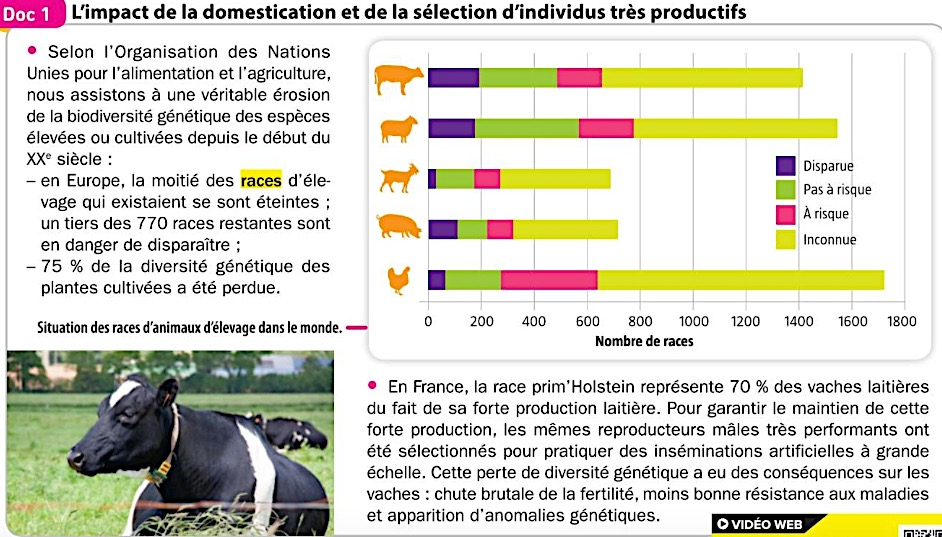 Doc 1 L'impact de la domestication et de la sélection d'individus très productifs
• Selon l'Organisation des Nations
Unies pour l'alimentation et l'agriculture,
nous assistons à une véritable érosion
de la biodiversité génétique des espèces
élevées ou cultivées depuis le début du
XXe siècle :
– en Europe, la moitié des races d'éle-
vage qui existaient se sont éteintes ;
un tiers des 770 races restantes sont
en danger de disparaître ;
– 75 % de la diversité génétique des
plantes cultivées a été perdue.
Situation des races d'animaux d'élevage dans le monde.
Disparue
Pas à risque
À risque
Inconnue
0 200 400 600 800 1000 1200 1400 1600 1800
Nombre de races
• En France, la race prim'Holstein représente 70 % des vaches laitières
du fait de sa forte production laitière. Pour garantir le maintien de cette
forte production, les mêmes reproducteurs mâles très performants ont
été sélectionnés pour pratiquer des inséminations artificielles à grande
échelle. Cette perte de diversité génétique a eu des conséquences sur les
vaches : chute brutale de la fertilité, moins bonne résistance aux maladies
et apparition d'anomalies génétiques.
VIDÉO WEB